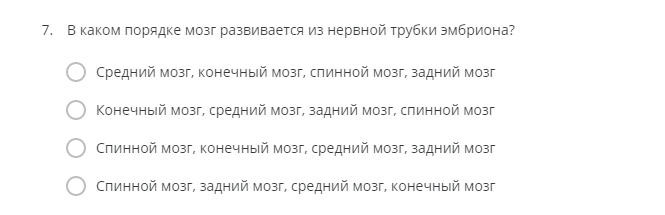 7. В каком порядке мозг развивается из нервной трубки эмбриона?
Средний мозг, конечный мозг, спинной мозг, задний мозг
Конечный мозг, средний мозг, задний мозг, спинной мозг
Спинной мозг, конечный мозг, средний мозг, задний мозг
Спинной мозг, задний мозг, средний мозг, конечный мозг